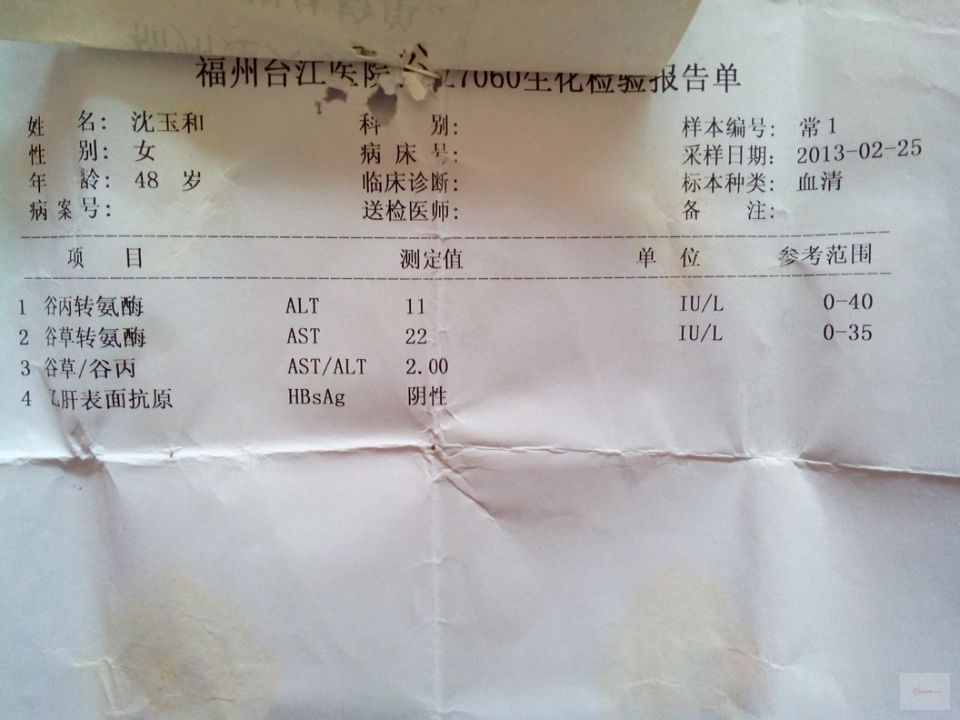 福州台江医院 7060生化检验报告单
姓 名: 沈玉和 科 别: 样本编号: 常1
性 别: 女 病 床 号: 采样日期: 2013-02-25
年 龄: 48 岁 临床诊断: 标本种类: 血清
病 案 号: 送检医师: 备 注:
项 目 测定值 单 位 参考范围
1 谷丙转氨酶 ALT 11 IU/L 0-40
2 谷草转氨酶 AST 22 IU/L 0-35
3 谷草/谷丙 AST/ALT 2.00
4 乙肝表面抗原 HBsAg 阴性